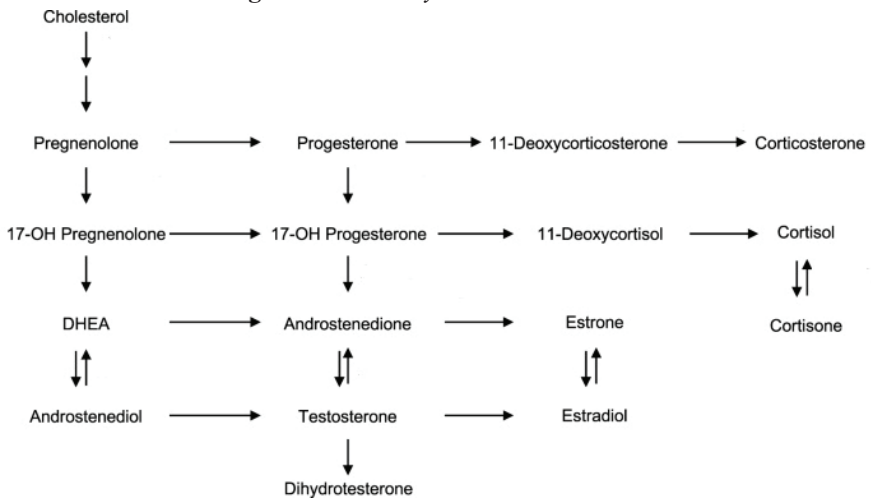 Cholesterol
Pregnenolone Progesterone 11-Deoxycorticosterone Corticosterone
17-OH Pregnenolone 17-OH Progesterone 11-Deoxycortisol Cortisol
DHEA Androstenedione Estrone Cortisone
Androstenediol Testosterone Estradiol
Dihydrotesterone